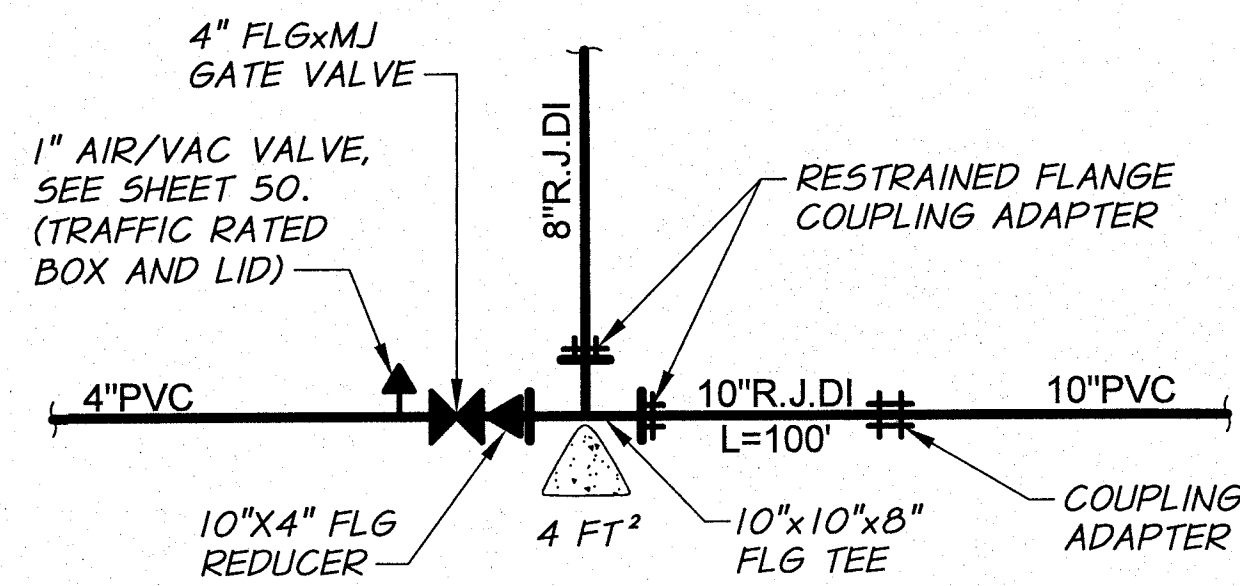 4" FLGxMJ
GATE VALVE
1" AIR/VAC VALVE,
SEE SHEET 50.
(TRAFFIC RATED
BOX AND LID)
8"R.J.DI
RESTRAINED FLANGE
COUPLING ADAPTER
4"PVC
10"R.J.DI
L=100'
10"PVC
10"X4" FLG
REDUCER
4 FT²
10"x10"x8"
FLG TEE
COUPLING
ADAPTER